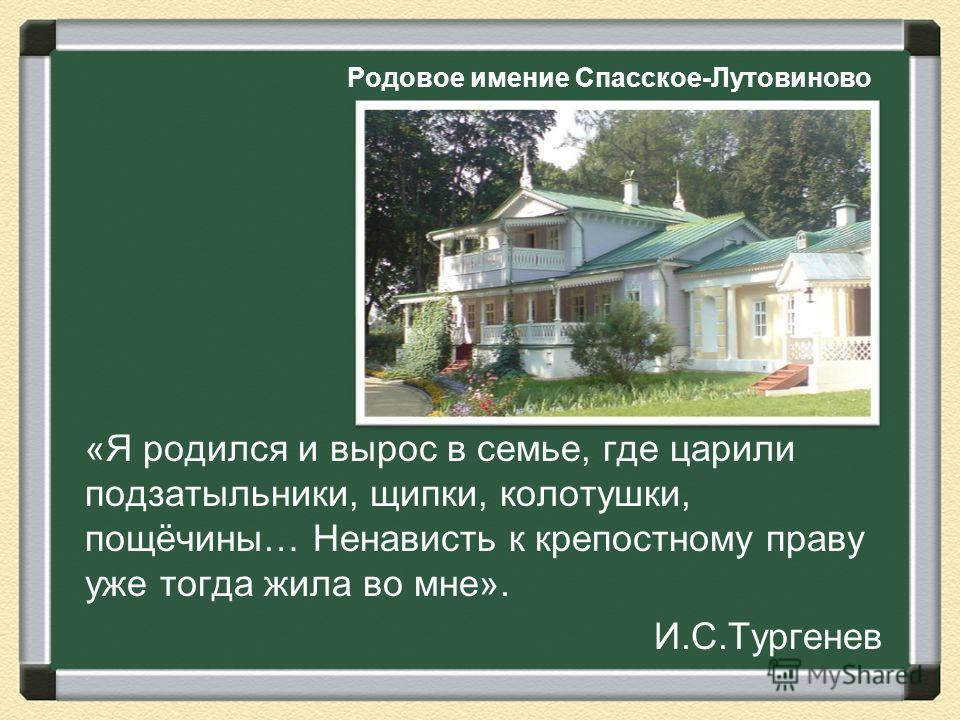 Родовое имение Спасское-Лутовиново
«Я родился и вырос в семье, где царили
подзатыльники, щипки, колотушки,
пощёчины… Ненависть к крепостному праву
уже тогда жила во мне».
И.С.Тургенев
MyShared